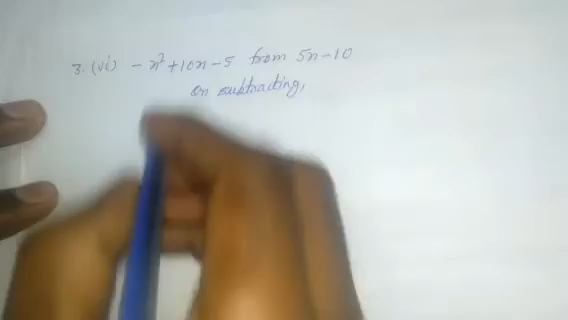 3. (vi) - x² + 10x - 5 from 5x - 10
On subtracting,